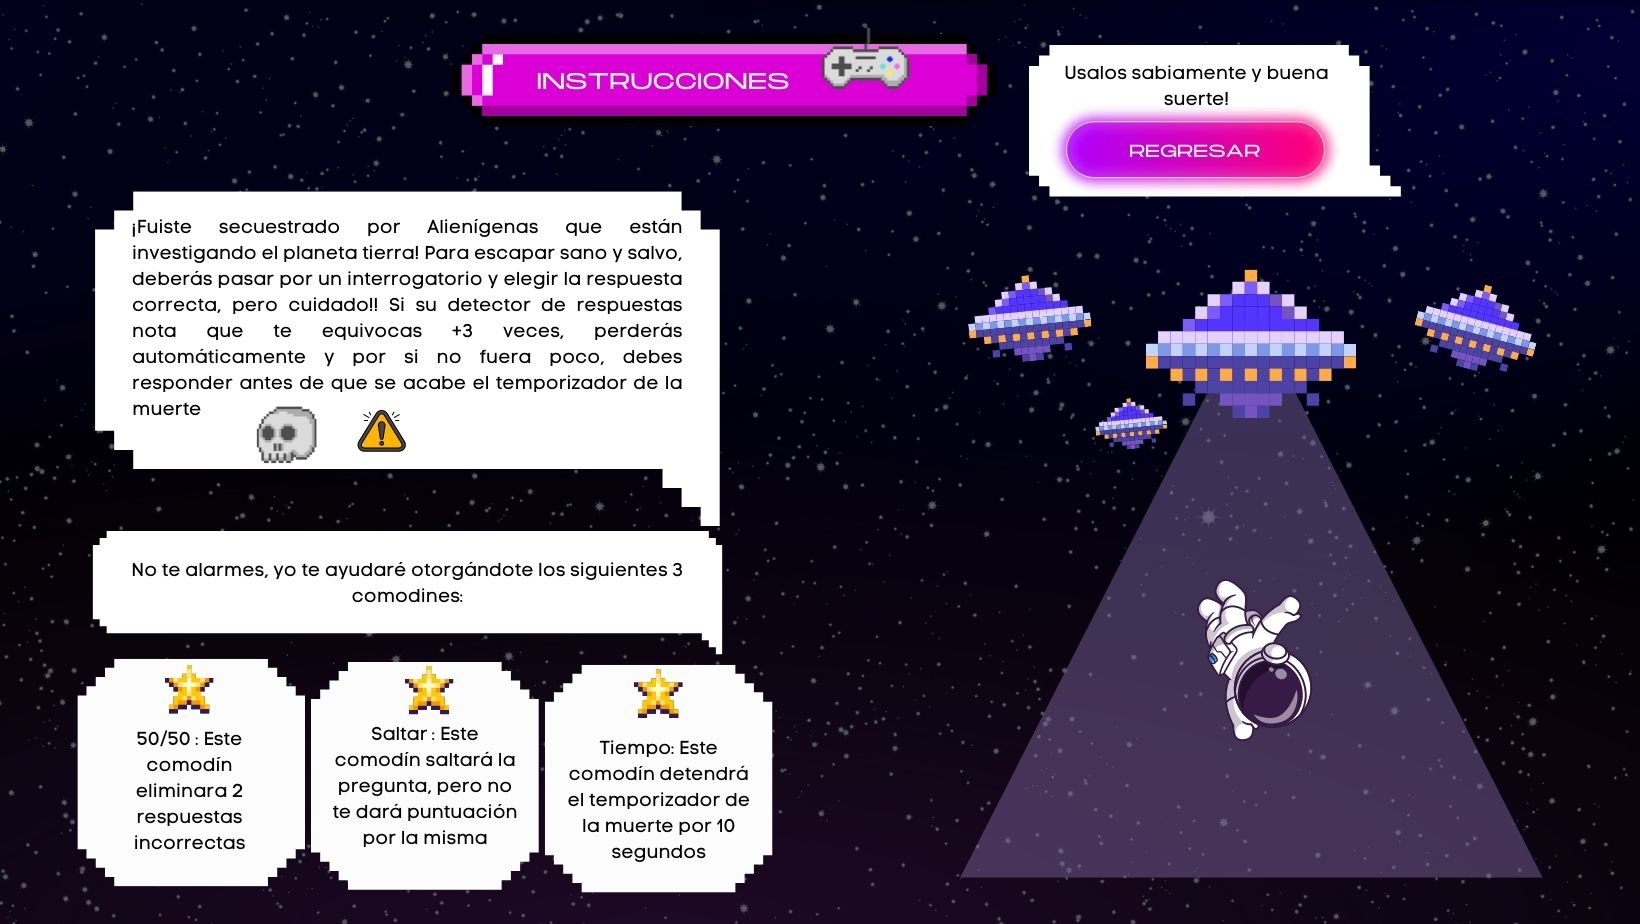 INSTRUCCIONES
¡Fuiste secuestrado por Alienígenas que están
investigando el planeta tierra! Para escapar sano y salvo,
deberás pasar por un interrogatorio y elegir la respuesta
correcta, pero cuidado!! Si su detector de respuestas
nota que te equivocas +3 veces, perderás
automáticamente y por si no fuera poco, debes
responder antes de que se acabe el temporizador de la
muerte
No te alarmes, yo te ayudaré otorgándote los siguientes 3
comodines:
50/50 : Este
comodín
eliminara 2
respuestas
incorrectas
Saltar : Este
comodín saltará la
pregunta, pero no
te dará puntuación
por la misma
Tiempo: Este
comodín detendrá
el temporizador de
la muerte por 10
segundos
Usalos sabiamente y buena
suerte!
REGRESAR